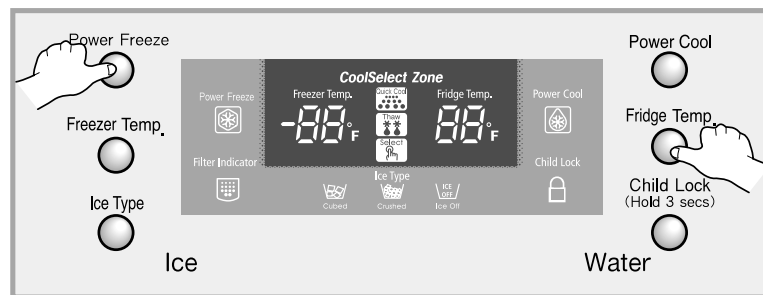 Power Freeze
Freezer Temp.
Ice Type
Ice
CoolSelect Zone
Power Freeze
Freezer Temp.
-88°F
Quick Cool
Thaw
Select
Fridge Temp.
88°F
Power Cool
Filter Indicator
Ice Type
Child Lock
Cubed
Crushed
ICE
OFF
Ice Off
Power Cool
Fridge Temp.
Child Lock
(Hold 3 secs)
Water